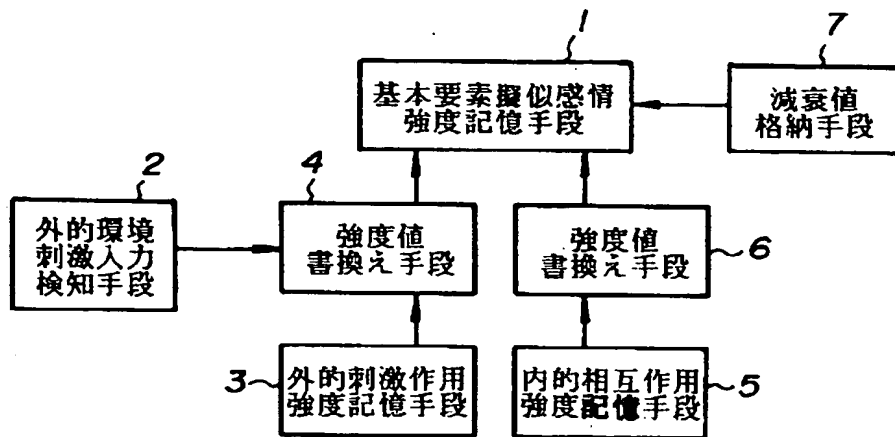 1
基本要素擬似感情
強度記憶手段
7
減衰値
格納手段
2
外的環境
刺激入力
検知手段
4
強度値
書換え手段
強度値
書換え手段
6
3
外的刺激作用
強度記憶手段
内的相互作用
強度記憶手段
5